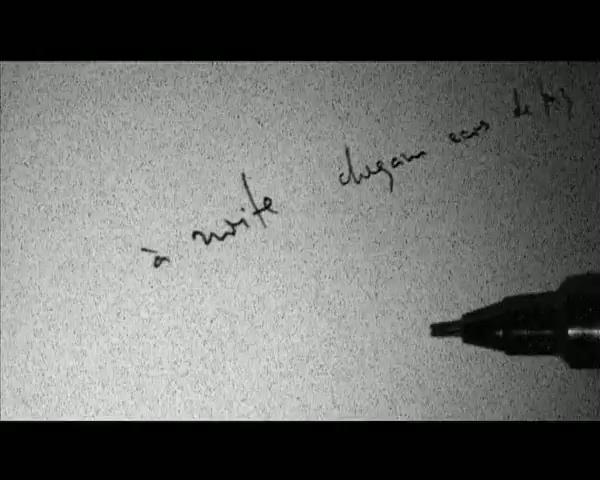 à noite chegam ecos de